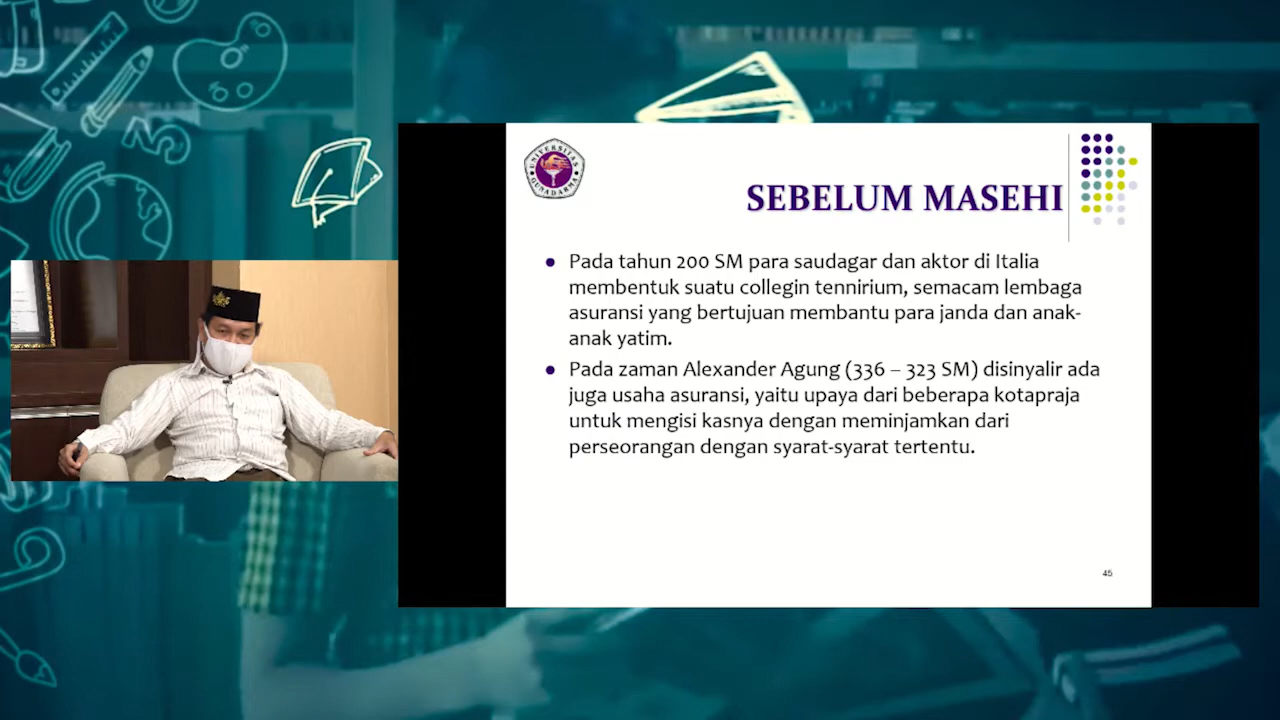 UNIVERSITAS
GUNADARMA
SEBELUM MASEHI
Pada tahun 200 SM para saudagar dan aktor di Italia
membentuk suatu collegin tennirium, semacam lembaga
asuransi yang bertujuan membantu para janda dan anak-
anak yatim.
Pada zaman Alexander Agung (336 – 323 SM) disinyalir ada
juga usaha asuransi, yaitu upaya dari beberapa kotapraja
untuk mengisi kasnya dengan meminjamkan dari
perseorangan dengan syarat-syarat tertentu.
45